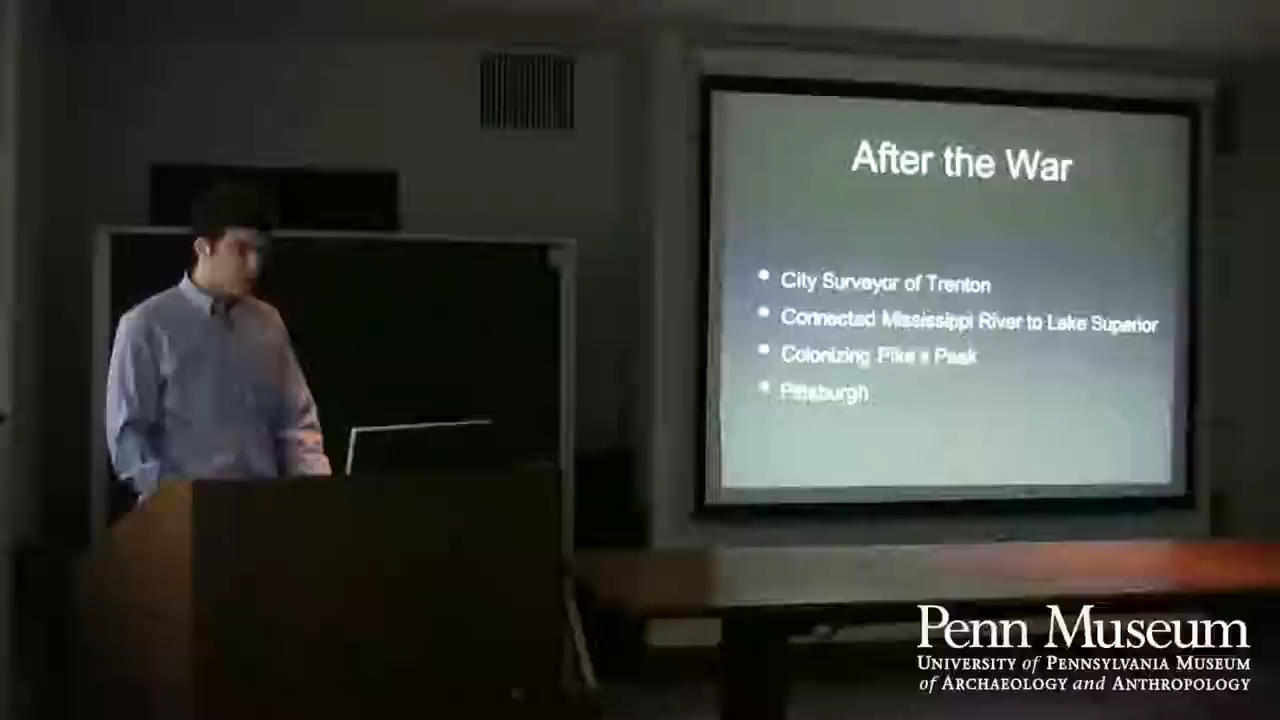 After the War
• City Surveyor of Trenton
• Connected Mississippi River to Lake Superior
• Colonizing Pike's Peak
• Pittsburgh
Penn Museum
UNIVERSITY of PENNSYLVANIA MUSEUM
of ARCHAEOLOGY and ANTHROPOLOGY